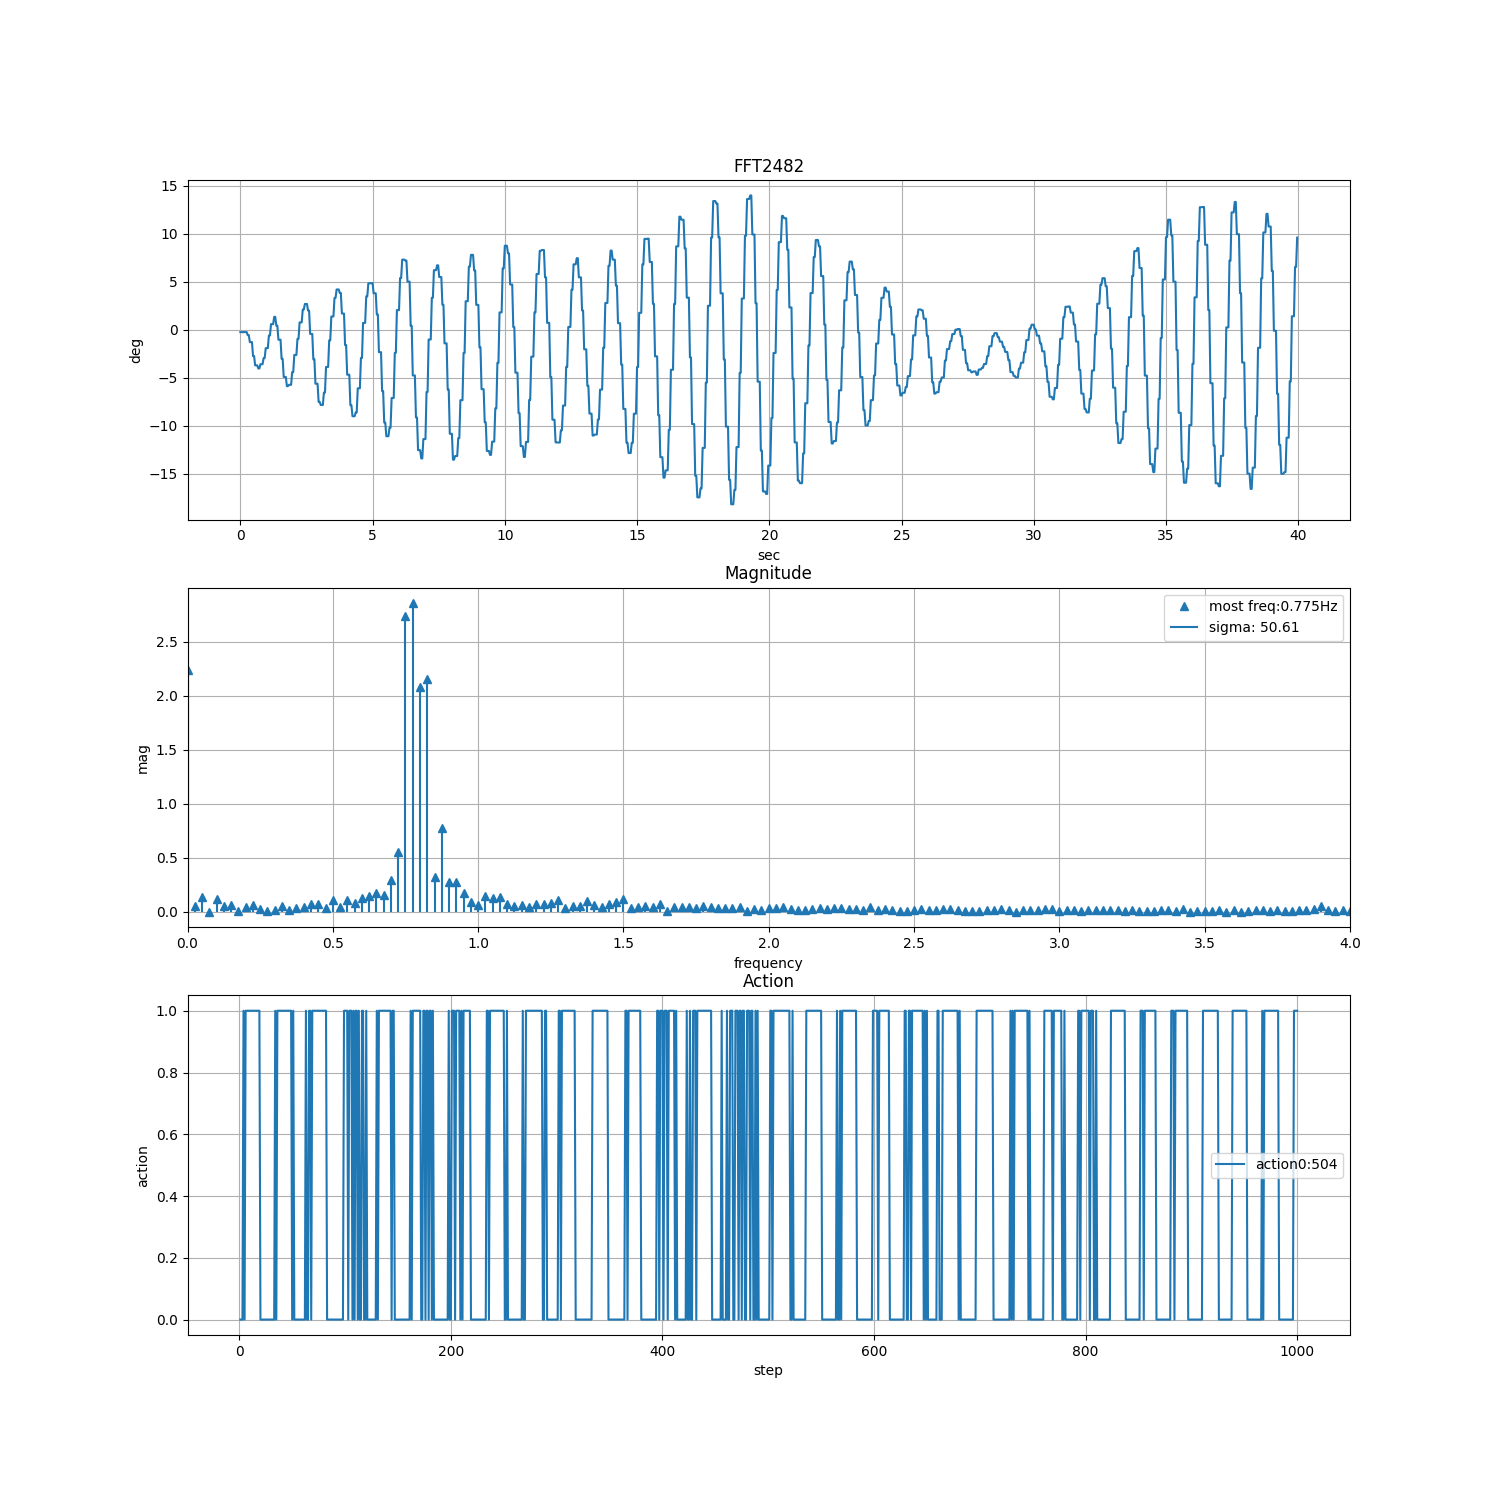 FFT2482
15
10
5
0
−5
−10
−15
deg
0 5 10 15 20 25 30 35 40
sec
Magnitude
most freq:0.775Hz
sigma: 50.61
2.5
2.0
1.5
1.0
0.5
0.0
mag
0.0 0.5 1.0 1.5 2.0 2.5 3.0 3.5 4.0
frequency
Action
1.0
0.8
0.6
0.4
0.2
0.0
action
action0:504
0 200 400 600 800 1000
step